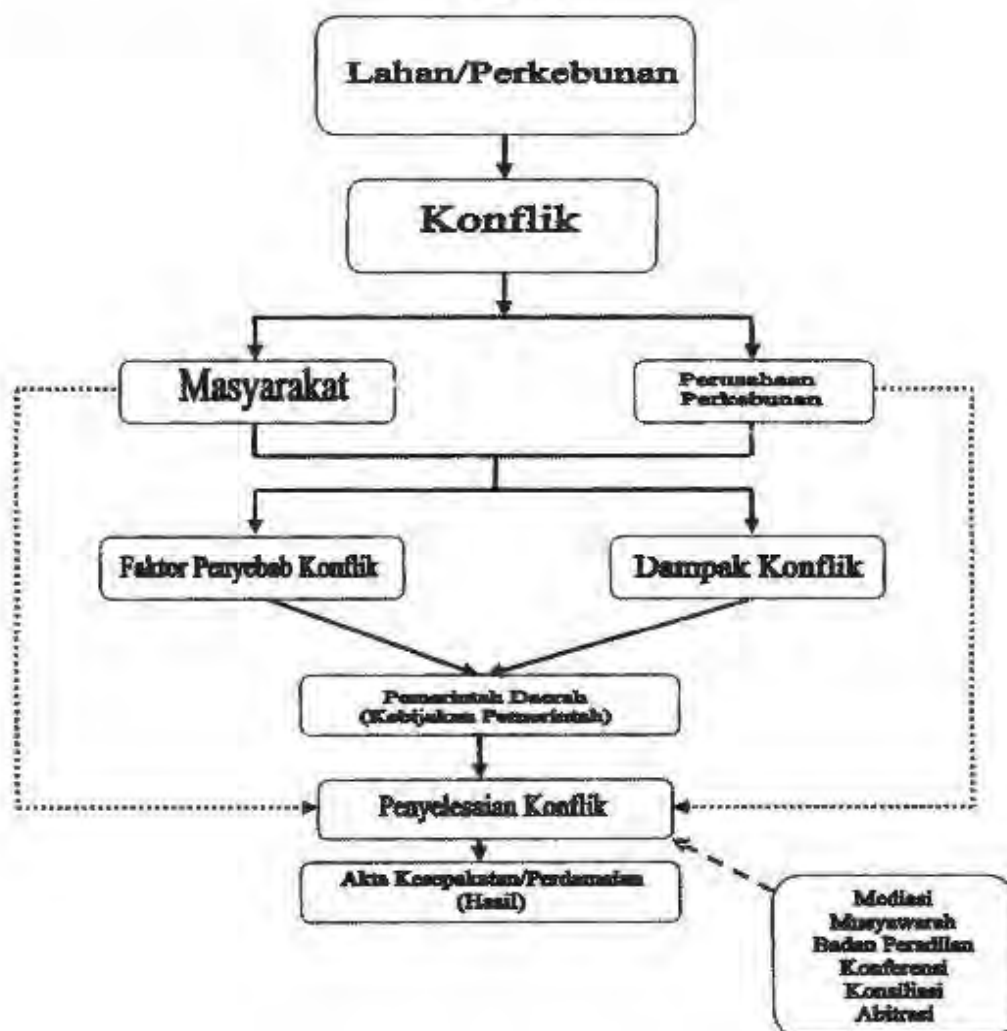 Lahan/Perkebunan
Konflik
Masyarakat
Perusahaan
Perkebunan
Faktor Penyebab Konflik
Dampak Konflik
Pemerintah Daerah
(Kebijakan Pemerintah)
Penyelesaian Konflik
Akta Kesepakatan/Perdamaian
(Hasil)
Mediasi
Musyawarah
Badan Peradilan
Konferensi
Konsiliasi
Abitrasi